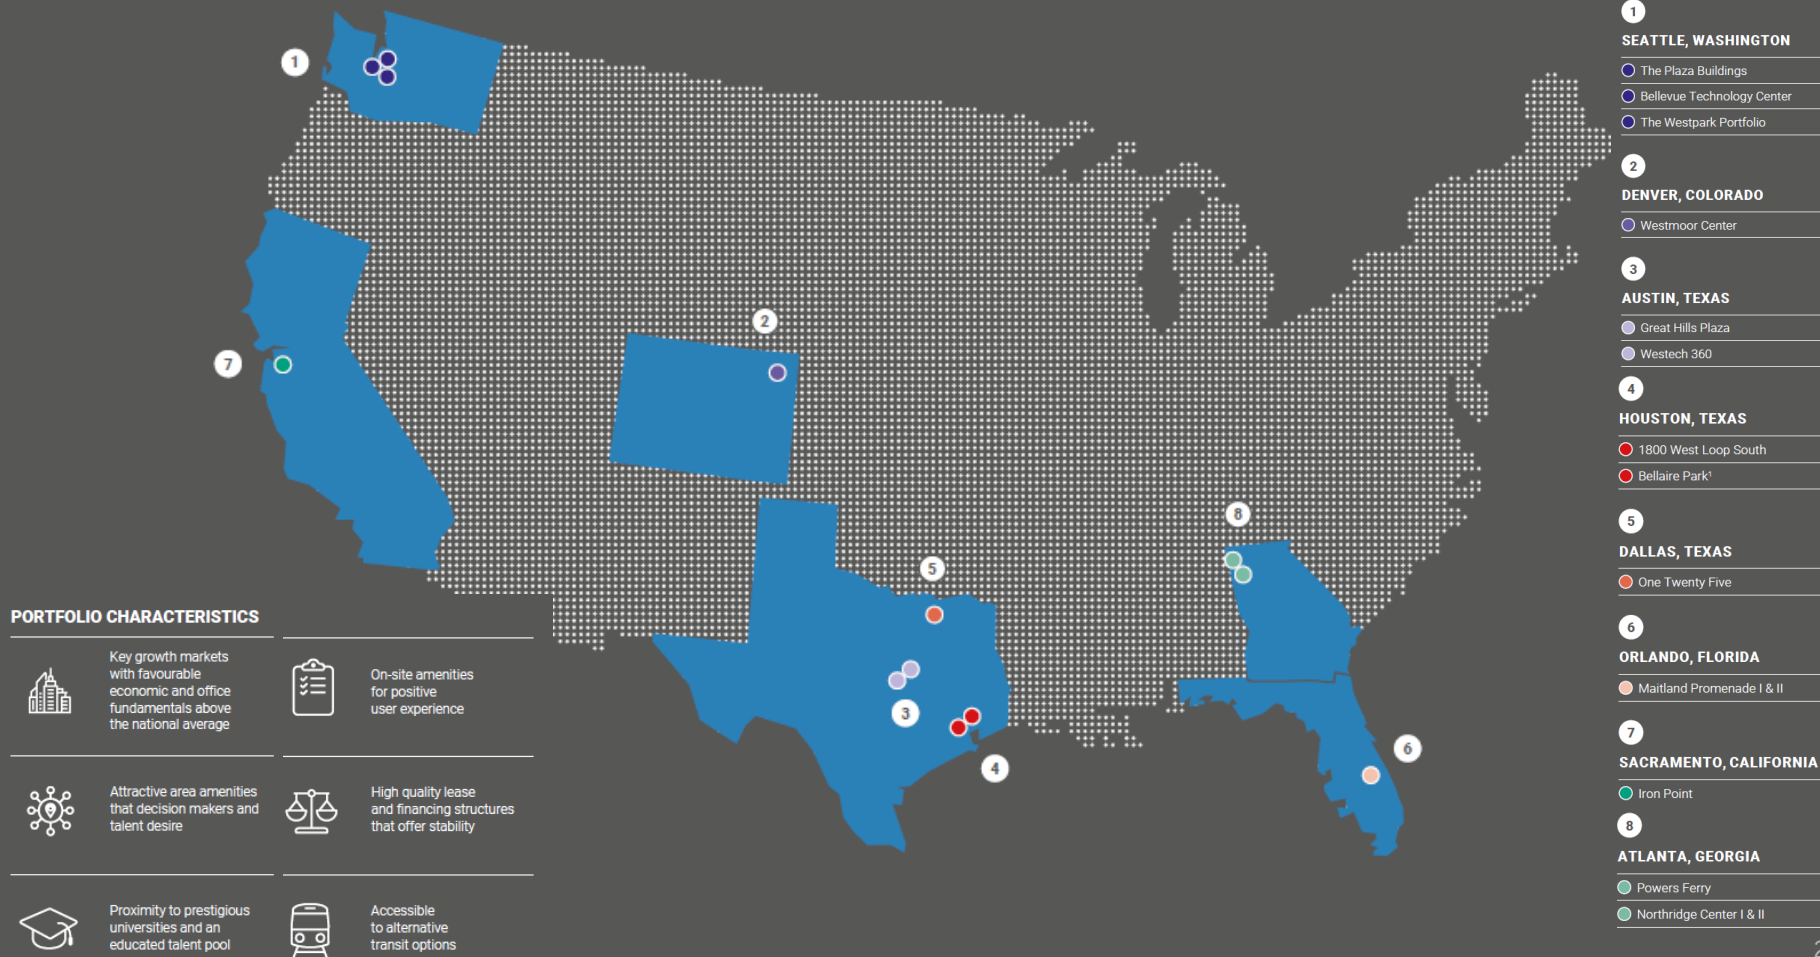 1
2
7
8
5
3
4
6
PORTFOLIO CHARACTERISTICS
Key growth markets
with favourable
economic and office
fundamentals above
the national average
On-site amenities
for positive
user experience
Attractive area amenities
that decision makers and
talent desire
High quality lease
and financing structures
that offer stability
Proximity to prestigious
universities and an
educated talent pool
Accessible
to alternative
transit options
1
SEATTLE, WASHINGTON
The Plaza Buildings
Bellevue Technology Center
The Westpark Portfolio
2
DENVER, COLORADO
Westmoor Center
3
AUSTIN, TEXAS
Great Hills Plaza
Westech 360
4
HOUSTON, TEXAS
1800 West Loop South
Bellaire Park¹
5
DALLAS, TEXAS
One Twenty Five
6
ORLANDO, FLORIDA
Maitland Promenade I & II
7
SACRAMENTO, CALIFORNIA
Iron Point
8
ATLANTA, GEORGIA
Powers Ferry
Northridge Center I & II